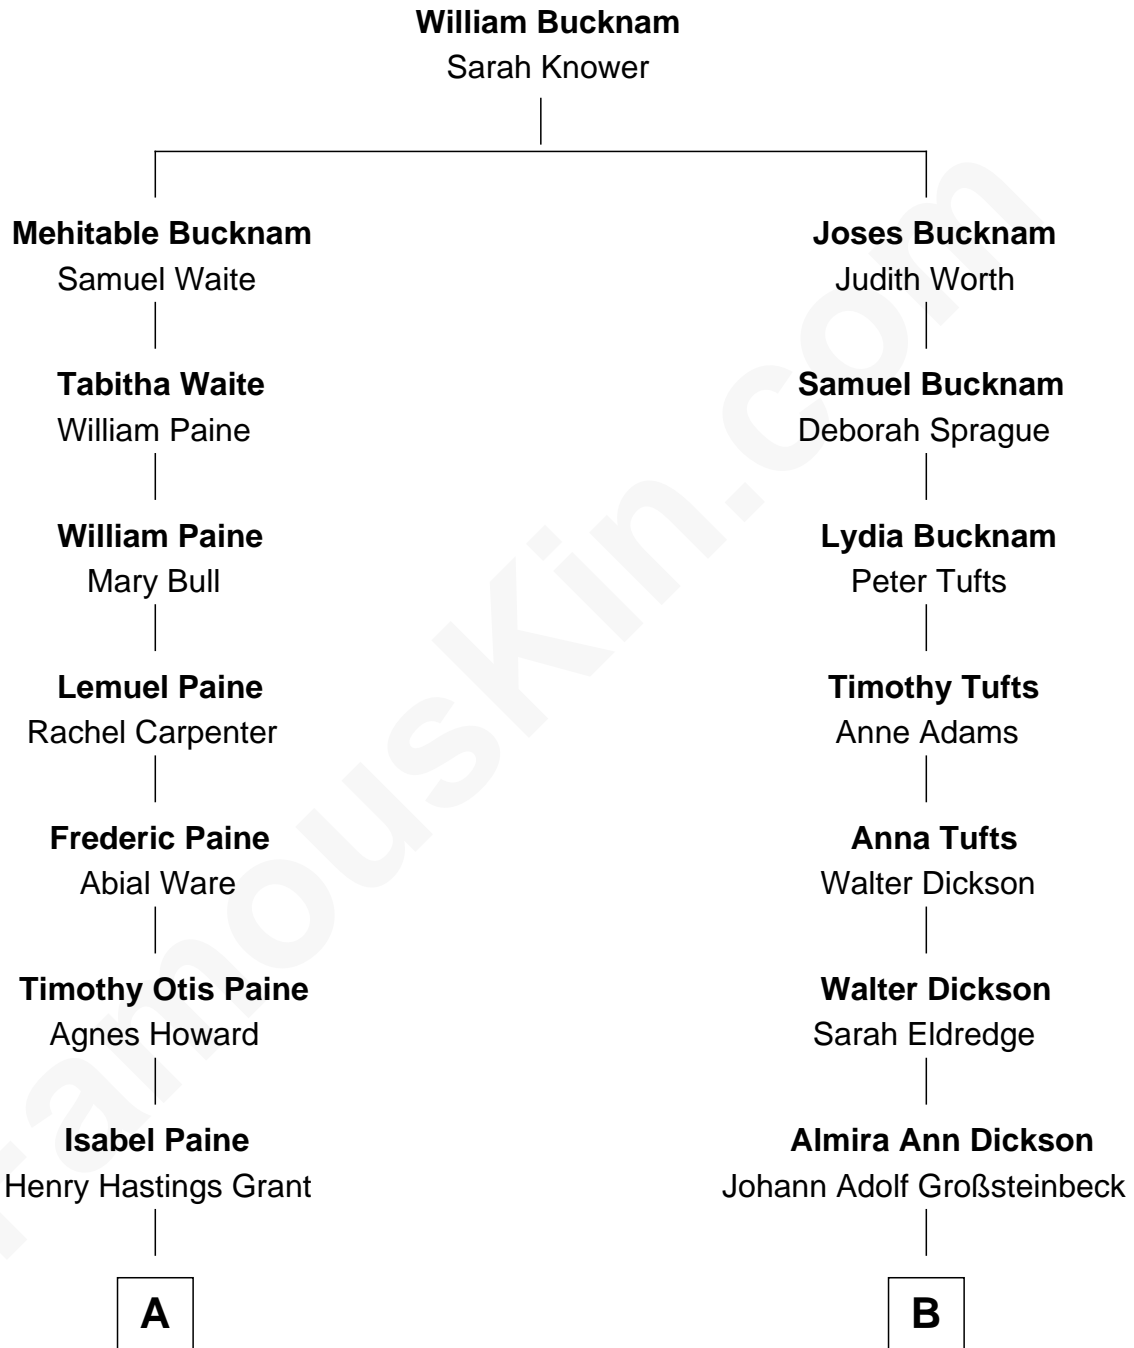 William Bucknam
Sarah Knower
Mehitable Bucknam
Samuel Waite
Tabitha Waite
William Paine
William Paine
Mary Bull
Lemuel Paine
Rachel Carpenter
Frederic Paine
Abial Ware
Timothy Otis Paine
Agnes Howard
Isabel Paine
Henry Hastings Grant
A
Joses Bucknam
Judith Worth
Samuel Bucknam
Deborah Sprague
Lydia Bucknam
Peter Tufts
Timothy Tufts
Anne Adams
Anna Tufts
Walter Dickson
Walter Dickson
Sarah Eldredge
Almira Ann Dickson
Johann Adolf Großsteinbeck
B
FamousKin.com